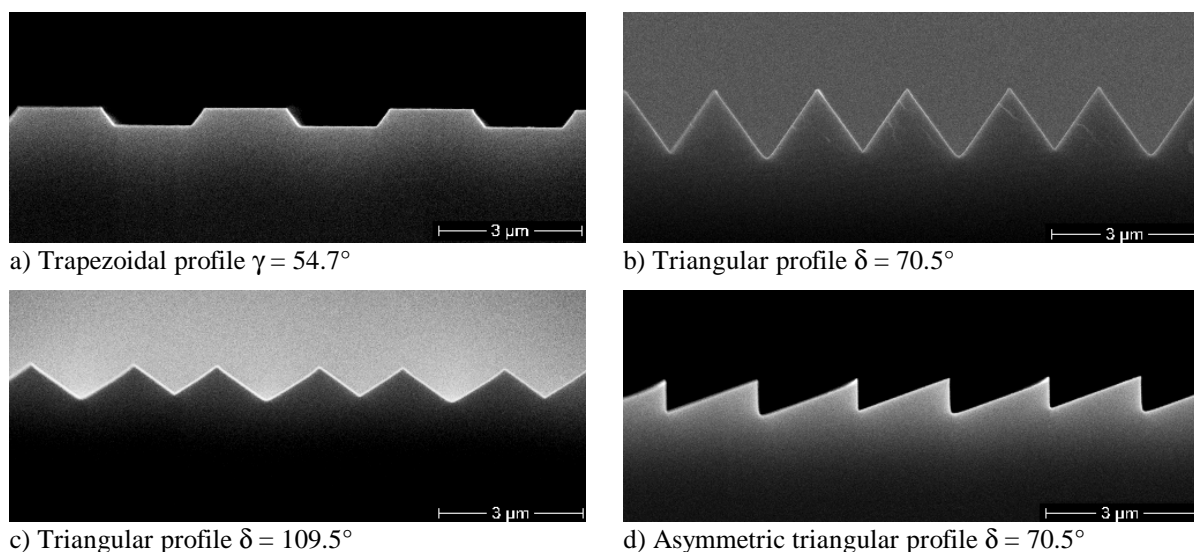 3 µm
3 µm
a) Trapezoidal profile γ = 54.7°
b) Triangular profile δ = 70.5°
3 µm
3 µm
c) Triangular profile δ = 109.5°
d) Asymmetric triangular profile δ = 70.5°